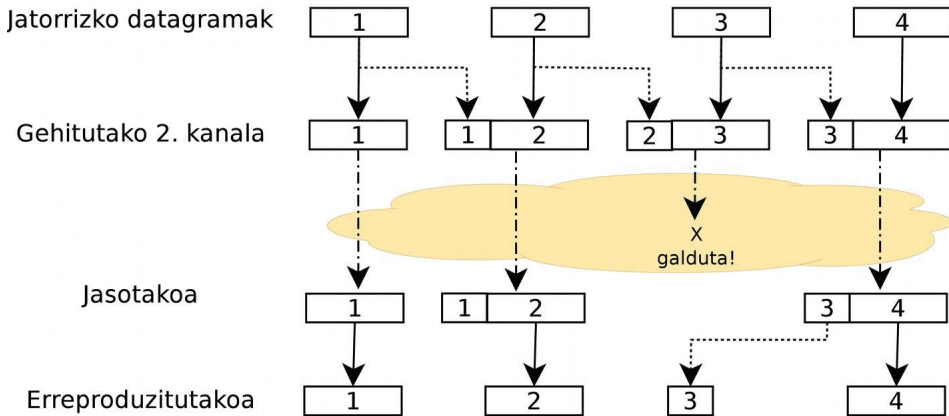 Jatorrizko datagramak 1 2 3 4
Gehitutako 2. kanala 1 1 2 2 3 3 4
X
galduta!
Jasotakoa 1 1 2 3 4
Erreproduzitutakoa 1 2 3 4